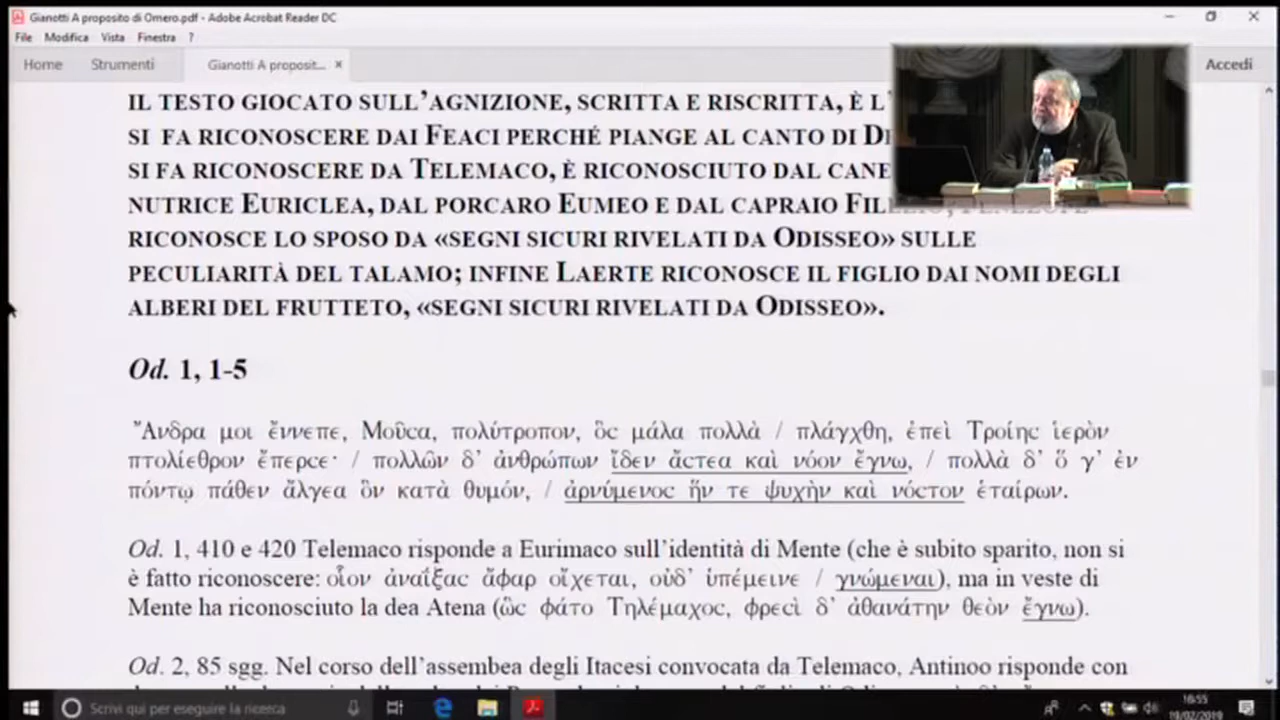 Gianotti A proposito di Omero.pdf - Adobe Acrobat Reader DC
File Modifica Vista Finestra ?
Home Strumenti Gianotti A proposit... × Accedi
IL TESTO GIOCATO SULL’AGNIZIONE, SCRITTA E RISCRITTA, È L’
SI FA RICONOSCERE DAI FEACI PERCHÉ PIANGE AL CANTO DI
SI FA RICONOSCERE DA TELEMACO, È RICONOSCIUTO DAL CANE
NUTRICE EURICLEA, DAL PORCARO EUMEO E DAL CAPRAIO
RICONOSCE LO SPOSO DA «SEGNI SICURI RIVELATI DA ODISSEO» SULLE
PECULIARITÀ DEL TALAMO; INFINE LAERTE RICONOSCE IL FIGLIO DAI NOMI DEGLI
ALBERI DEL FRUTTETO, «SEGNI SICURI RIVELATI DA ODISSEO».
Od. 1, 1-5
Ἄνδρα μοι ἔννεπε, Μοῦϲα, πολύτροπον, ὃϲ μάλα πολλὰ / πλάγχθη, ἐπεὶ Τροίηϲ ἱερὸν
πτολίεθρον ἔπερϲε· / πολλῶν δ’ ἀνθρώπων ἴδεν ἄϲτεα καὶ νόον ἔγνω, / πολλὰ δ’ ὅ γ’ ἐν
πόντῳ πάθεν ἄλγεα ὃν κατὰ θυμόν, / ἀρνύμενοϲ ἥν τε ψυχὴν καὶ νόϲτον ἑταίρων.
Od. 1, 410 e 420 Telemaco risponde a Eurimaco sull’identità di Mente (che è subito sparito, non si
è fatto riconoscere: οἷον ἀναΐξαϲ ἄφαρ οἴχεται, οὐδ’ ὑπέμεινε / γνώμεναι), ma in veste di
Mente ha riconosciuto la dea Atena (ὣϲ φάτο Τηλέμαχοϲ, φρεϲὶ δ’ ἀθανάτην θεὸν ἔγνω).
Od. 2, 85 sgg. Nel corso dell’assemblea degli Itacesi convocata da Telemaco, Antinoo risponde con
Scrivi qui per eseguire la ricerca
16:55
19/02/2019